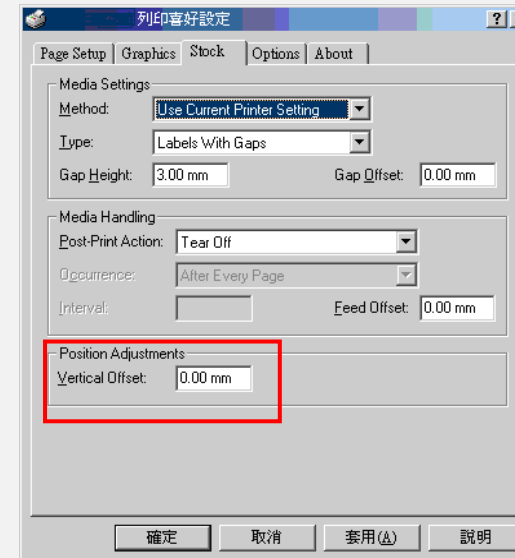 列印喜好設定
Page Setup Graphics Stock Options About
Media Settings
Method: Use Current Printer Setting
Type: Labels With Gaps
Gap Height: 3.00 mm Gap Offset: 0.00 mm
Media Handling
Post-Print Action: Tear Off
Occurrence: After Every Page
Interval: Feed Offset: 0.00 mm
Position Adjustments
Vertical Offset: 0.00 mm
確定 取消 套用(A) 說明